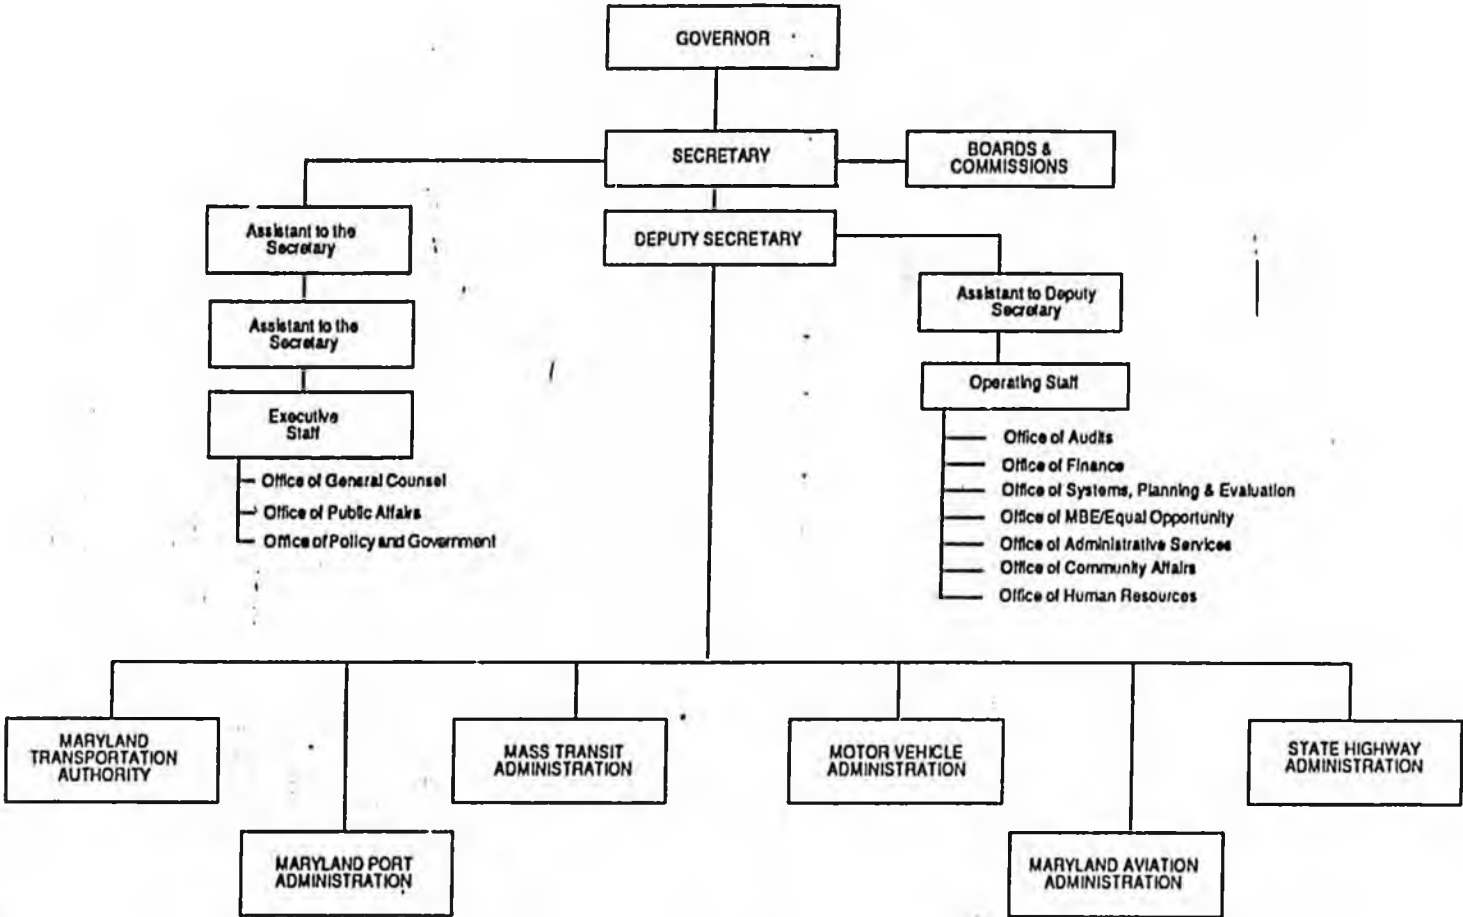 GOVERNOR
SECRETARY
BOARDS &
COMMISSIONS
Assistant to the
Secretary
DEPUTY SECRETARY
Assistant to Deputy
Secretary
Assistant to the
Secretary
Operating Staff
Executive
Staff
Office of General Counsel
Office of Public Affairs
Office of Policy and Government
Office of Audits
Office of Finance
Office of Systems, Planning & Evaluation
Office of MBE/Equal Opportunity
Office of Administrative Services
Office of Community Affairs
Office of Human Resources
MARYLAND
TRANSPORTATION
AUTHORITY
MASS TRANSIT
ADMINISTRATION
MOTOR VEHICLE
ADMINISTRATION
STATE HIGHWAY
ADMINISTRATION
MARYLAND PORT
ADMINISTRATION
MARYLAND AVIATION
ADMINISTRATION